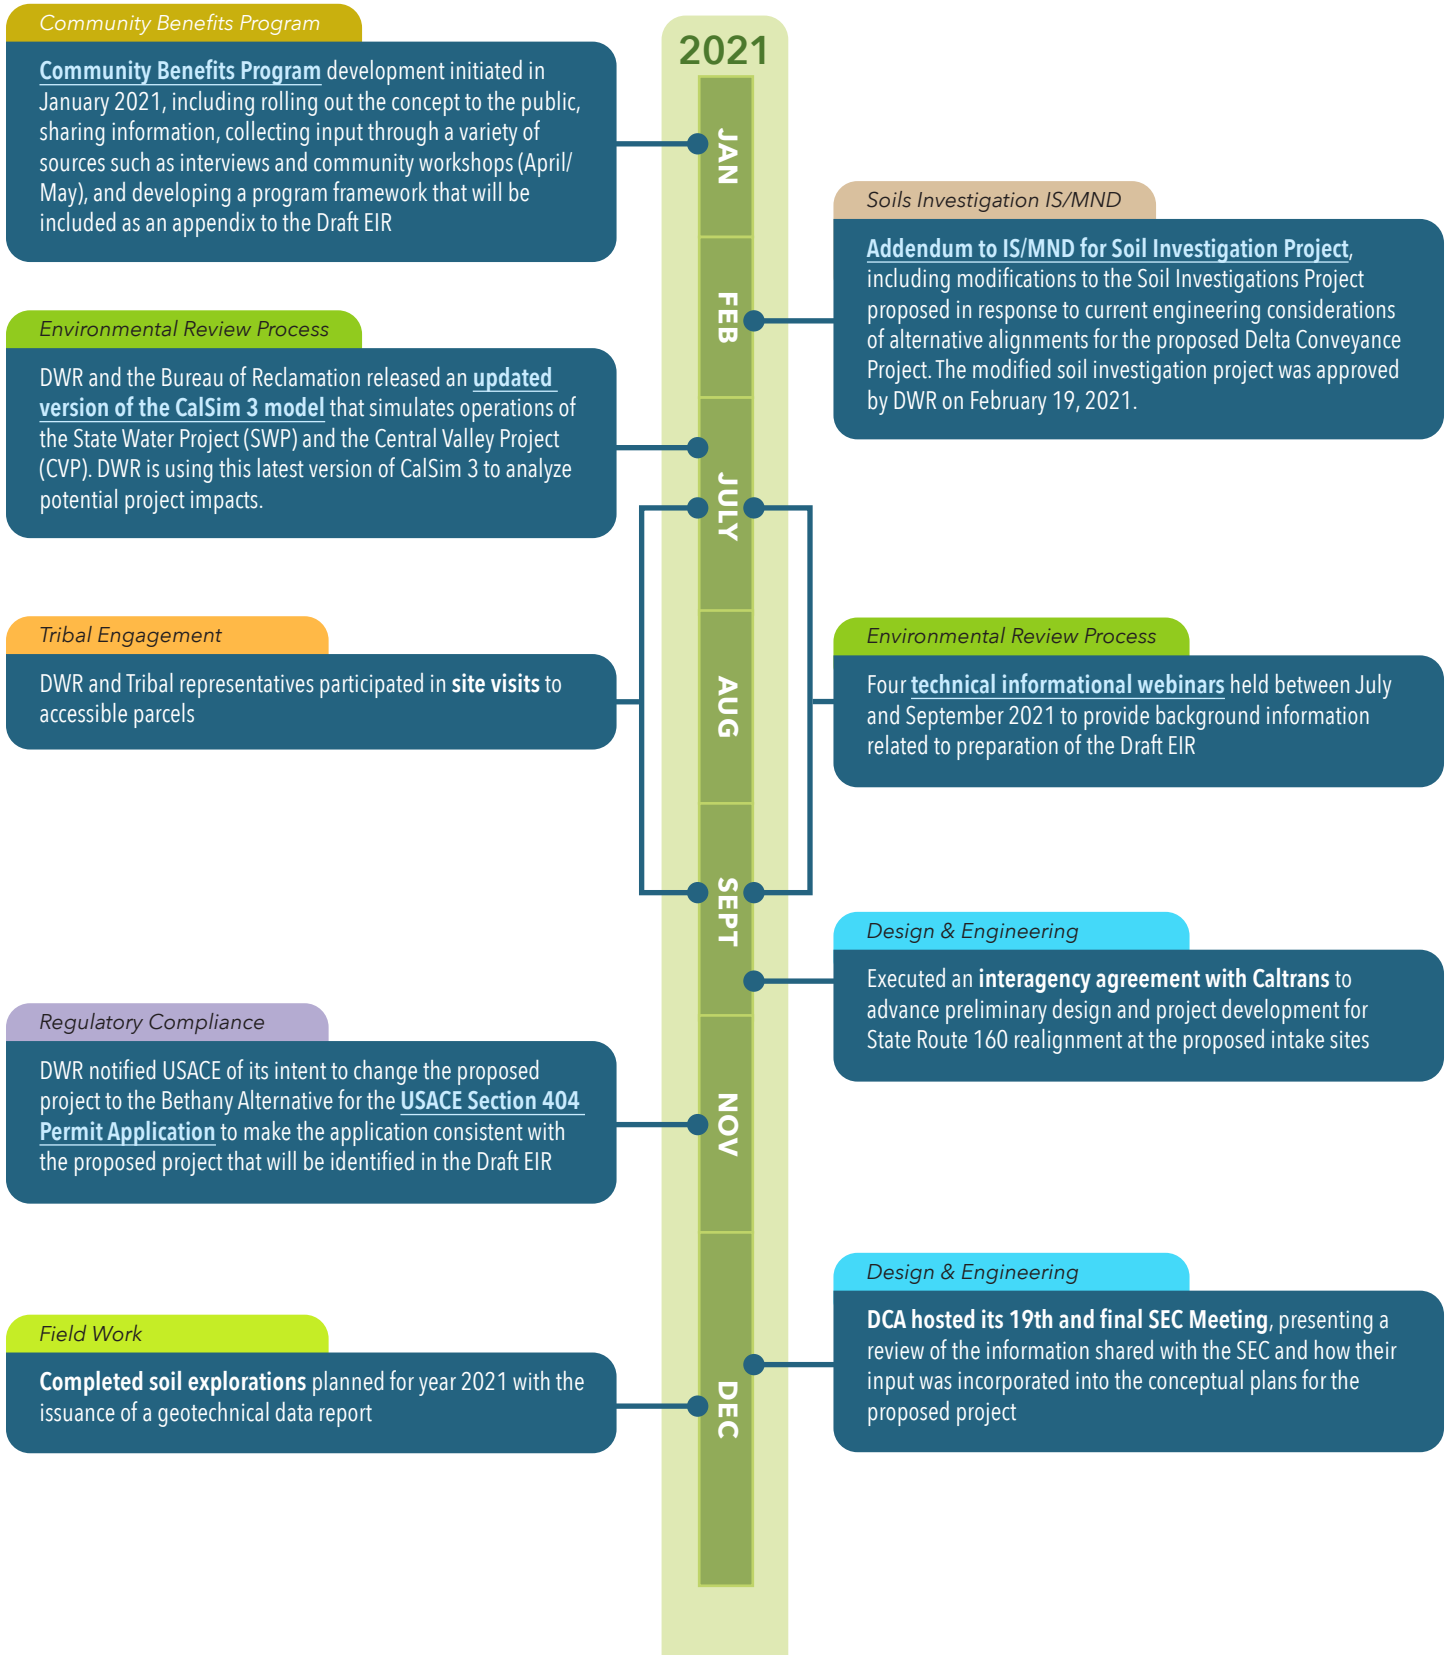 2021
JAN
Community Benefits Program
Community Benefits Program development initiated in
January 2021, including rolling out the concept to the public,
sharing information, collecting input through a variety of
sources such as interviews and community workshops (April/
May), and developing a program framework that will be
included as an appendix to the Draft EIR
FEB
Soils Investigation IS/MND
Addendum to IS/MND for Soil Investigation Project,
including modifications to the Soil Investigations Project
proposed in response to current engineering considerations
of alternative alignments for the proposed Delta Conveyance
Project. The modified soil investigation project was approved
by DWR on February 19, 2021.
JULY
Environmental Review Process
DWR and the Bureau of Reclamation released an updated
version of the CalSim 3 model that simulates operations of
the State Water Project (SWP) and the Central Valley Project
(CVP). DWR is using this latest version of CalSim 3 to analyze
potential project impacts.
AUG
Tribal Engagement
DWR and Tribal representatives participated in site visits to
accessible parcels
Environmental Review Process
Four technical informational webinars held between July
and September 2021 to provide background information
related to preparation of the Draft EIR
SEPT
Design & Engineering
Executed an interagency agreement with Caltrans to
advance preliminary design and project development for
State Route 160 realignment at the proposed intake sites
NOV
Regulatory Compliance
DWR notified USACE of its intent to change the proposed
project to the Bethany Alternative for the USACE Section 404
Permit Application to make the application consistent with
the proposed project that will be identified in the Draft EIR
DEC
Design & Engineering
DCA hosted its 19th and final SEC Meeting, presenting a
review of the information shared with the SEC and how their
input was incorporated into the conceptual plans for the
proposed project
Field Work
Completed soil explorations planned for year 2021 with the
issuance of a geotechnical data report